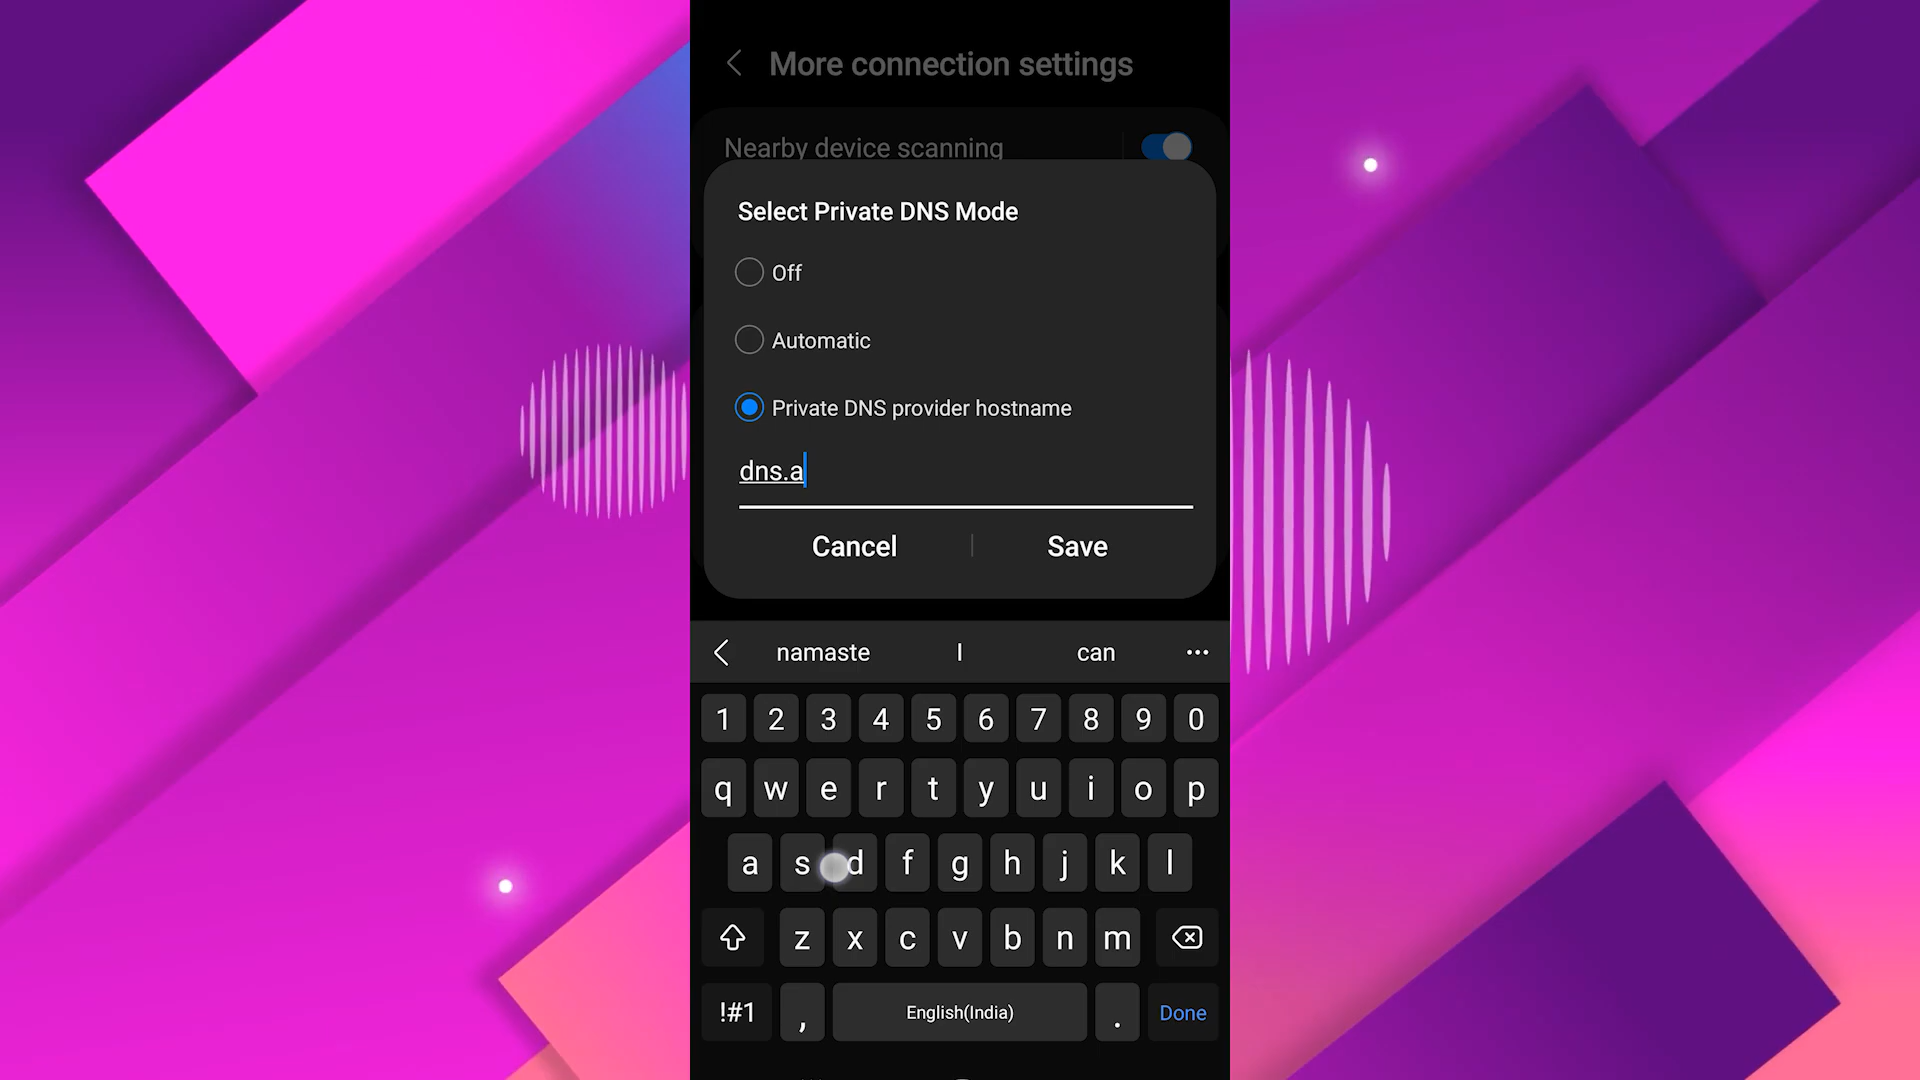 More connection settings
Nearby device scanning
Select Private DNS Mode
Off
Automatic
Private DNS provider hostname
dns.a
Cancel Save
namaste I can ...
1 2 3 4 5 6 7 8 9 0
q w e r t y u i o p
a s d f g h j k l
z x c v b n m
!#1 , English(India) . Done